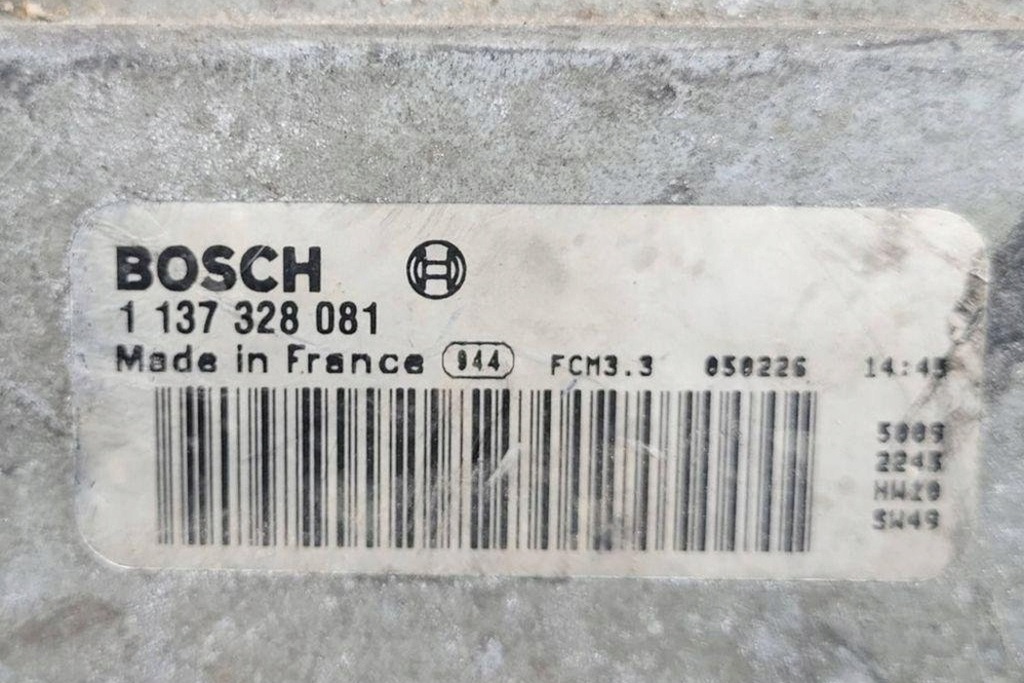 BOSCH
1 137 328 081
Made in France 944 FCM3.3 050226 14:45
5009
2243
HW20
SW49